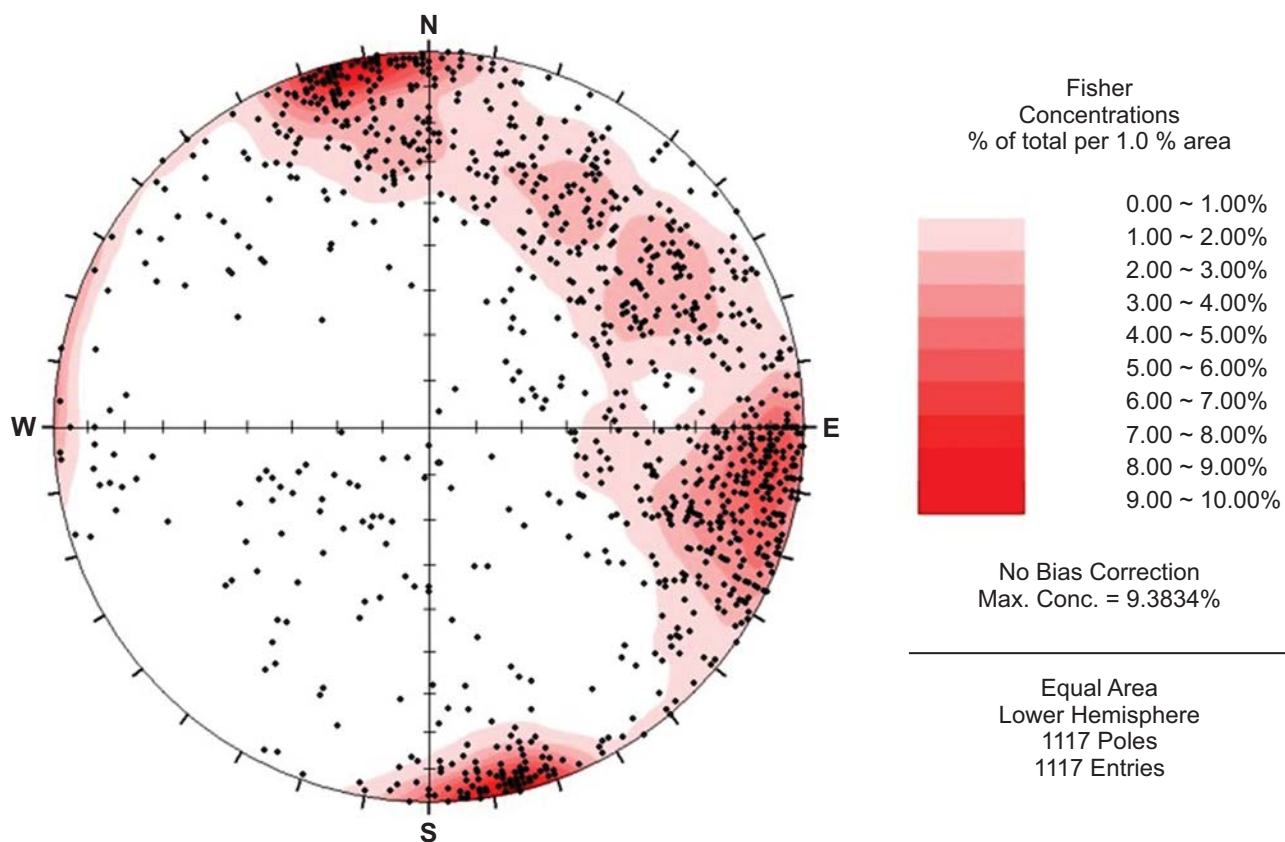 N
W
E
S
Fisher
Concentrations
% of total per 1.0 % area
0.00 ~ 1.00%
1.00 ~ 2.00%
2.00 ~ 3.00%
3.00 ~ 4.00%
4.00 ~ 5.00%
5.00 ~ 6.00%
6.00 ~ 7.00%
7.00 ~ 8.00%
8.00 ~ 9.00%
9.00 ~ 10.00%
No Bias Correction
Max. Conc. = 9.3834%
Equal Area
Lower Hemisphere
1117 Poles
1117 Entries